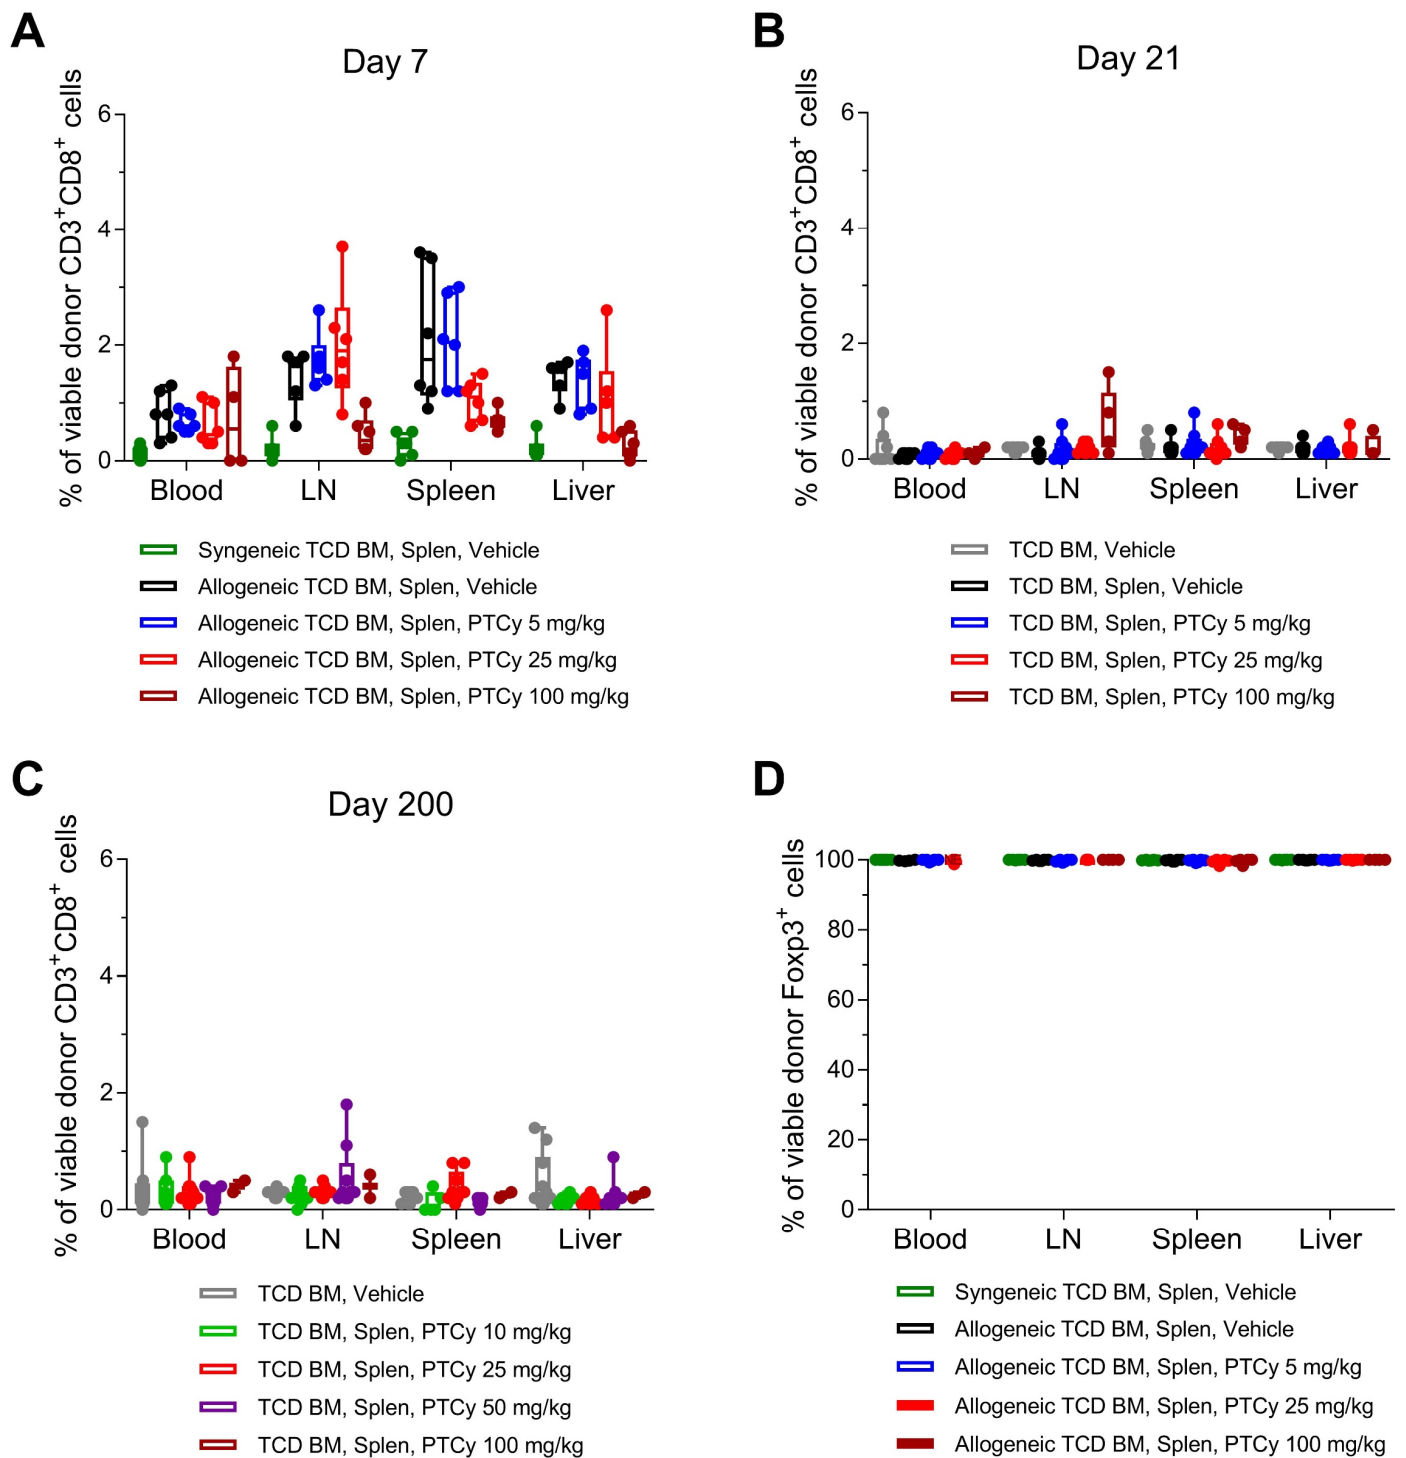 A
Day 7
% of viable donor CD3⁺CD8⁺ cells
6
4
2
0
Blood LN Spleen Liver
Syngeneic TCD BM, Splen, Vehicle
Allogeneic TCD BM, Splen, Vehicle
Allogeneic TCD BM, Splen, PTCy 5 mg/kg
Allogeneic TCD BM, Splen, PTCy 25 mg/kg
Allogeneic TCD BM, Splen, PTCy 100 mg/kg
B
Day 21
% of viable donor CD3⁺CD8⁺ cells
6
4
2
0
Blood LN Spleen Liver
TCD BM, Vehicle
TCD BM, Splen, Vehicle
TCD BM, Splen, PTCy 5 mg/kg
TCD BM, Splen, PTCy 25 mg/kg
TCD BM, Splen, PTCy 100 mg/kg
C
Day 200
% of viable donor CD3⁺CD8⁺ cells
6
4
2
0
Blood LN Spleen Liver
TCD BM, Vehicle
TCD BM, Splen, PTCy 10 mg/kg
TCD BM, Splen, PTCy 25 mg/kg
TCD BM, Splen, PTCy 50 mg/kg
TCD BM, Splen, PTCy 100 mg/kg
D
% of viable donor Foxp3⁺ cells
100
80
60
40
20
0
Blood LN Spleen Liver
Syngeneic TCD BM, Splen, Vehicle
Allogeneic TCD BM, Splen, Vehicle
Allogeneic TCD BM, Splen, PTCy 5 mg/kg
Allogeneic TCD BM, Splen, PTCy 25 mg/kg
Allogeneic TCD BM, Splen, PTCy 100 mg/kg